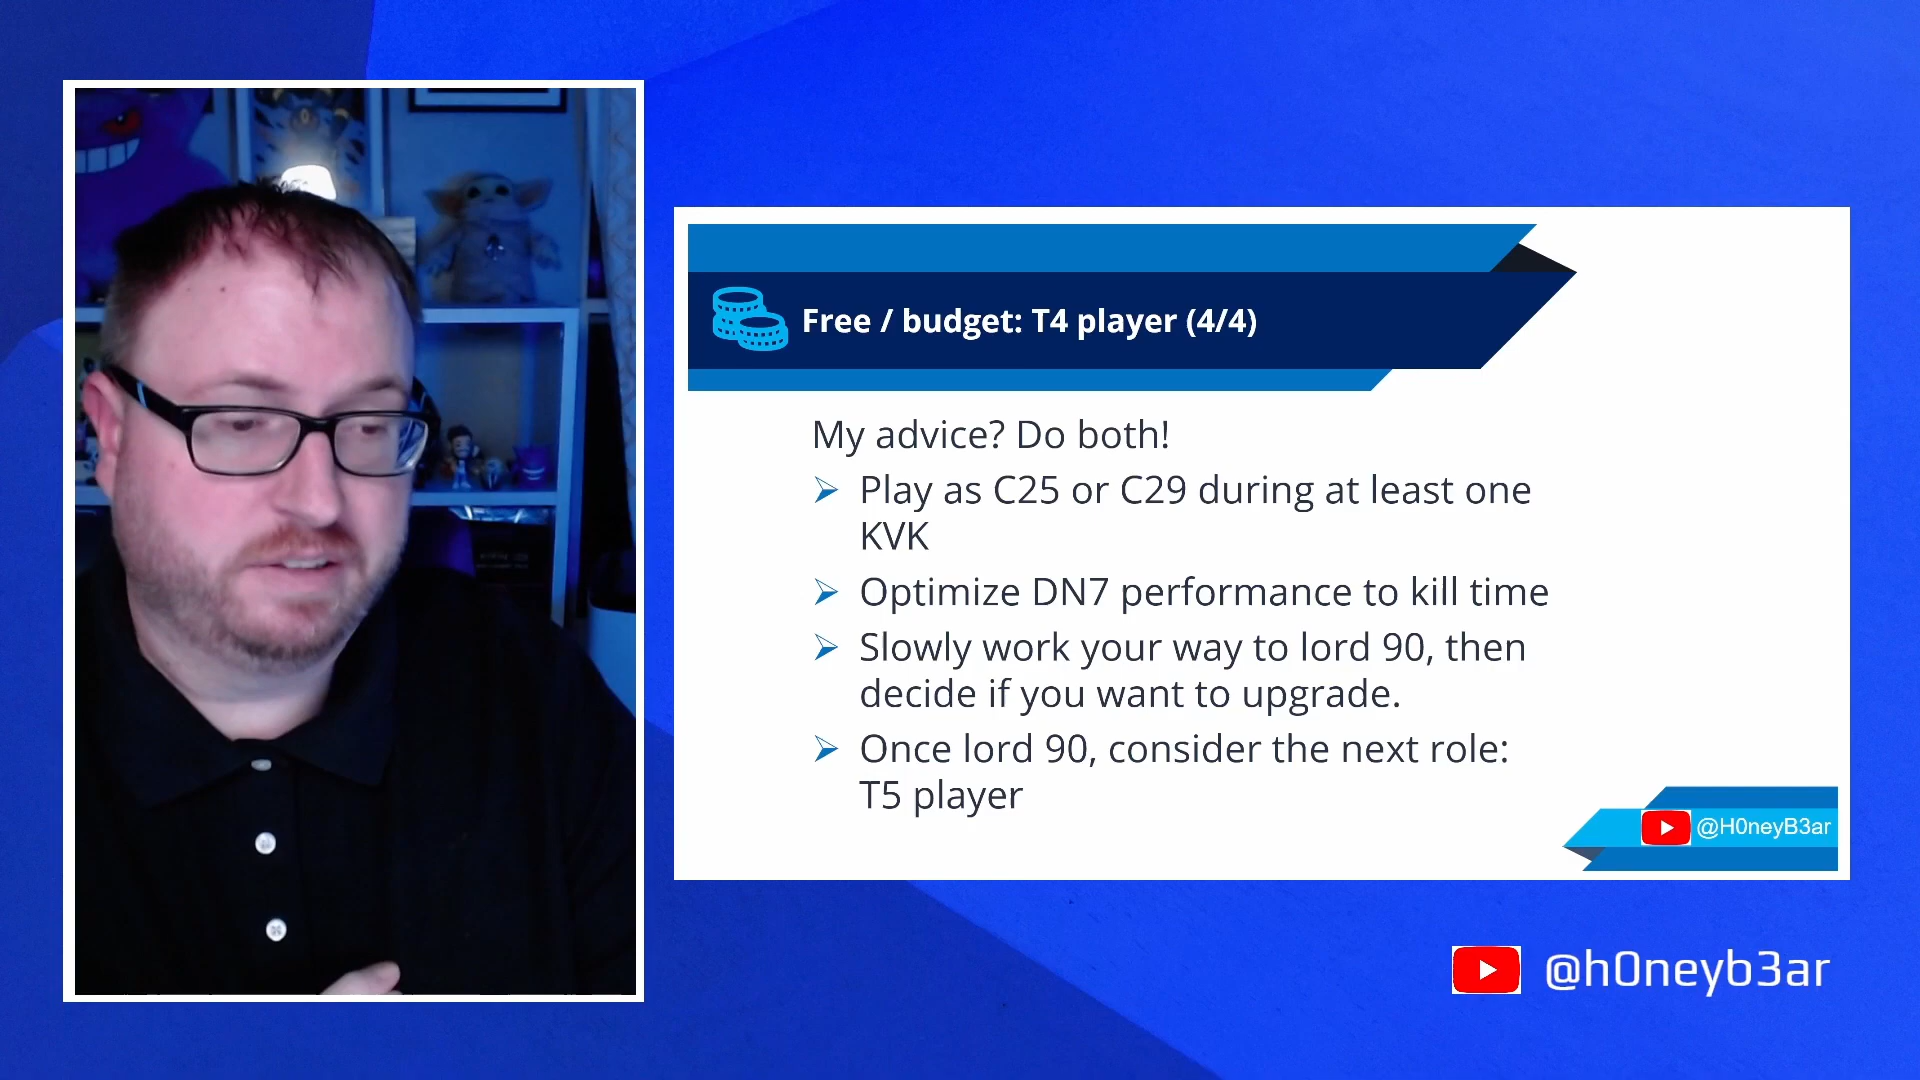 Free / budget: T4 player (4/4)
My advice? Do both!
Play as C25 or C29 during at least one
KVK
Optimize DN7 performance to kill time
Slowly work your way to lord 90, then
decide if you want to upgrade.
Once lord 90, consider the next role:
T5 player
@H0neyB3ar
@h0neyb3ar